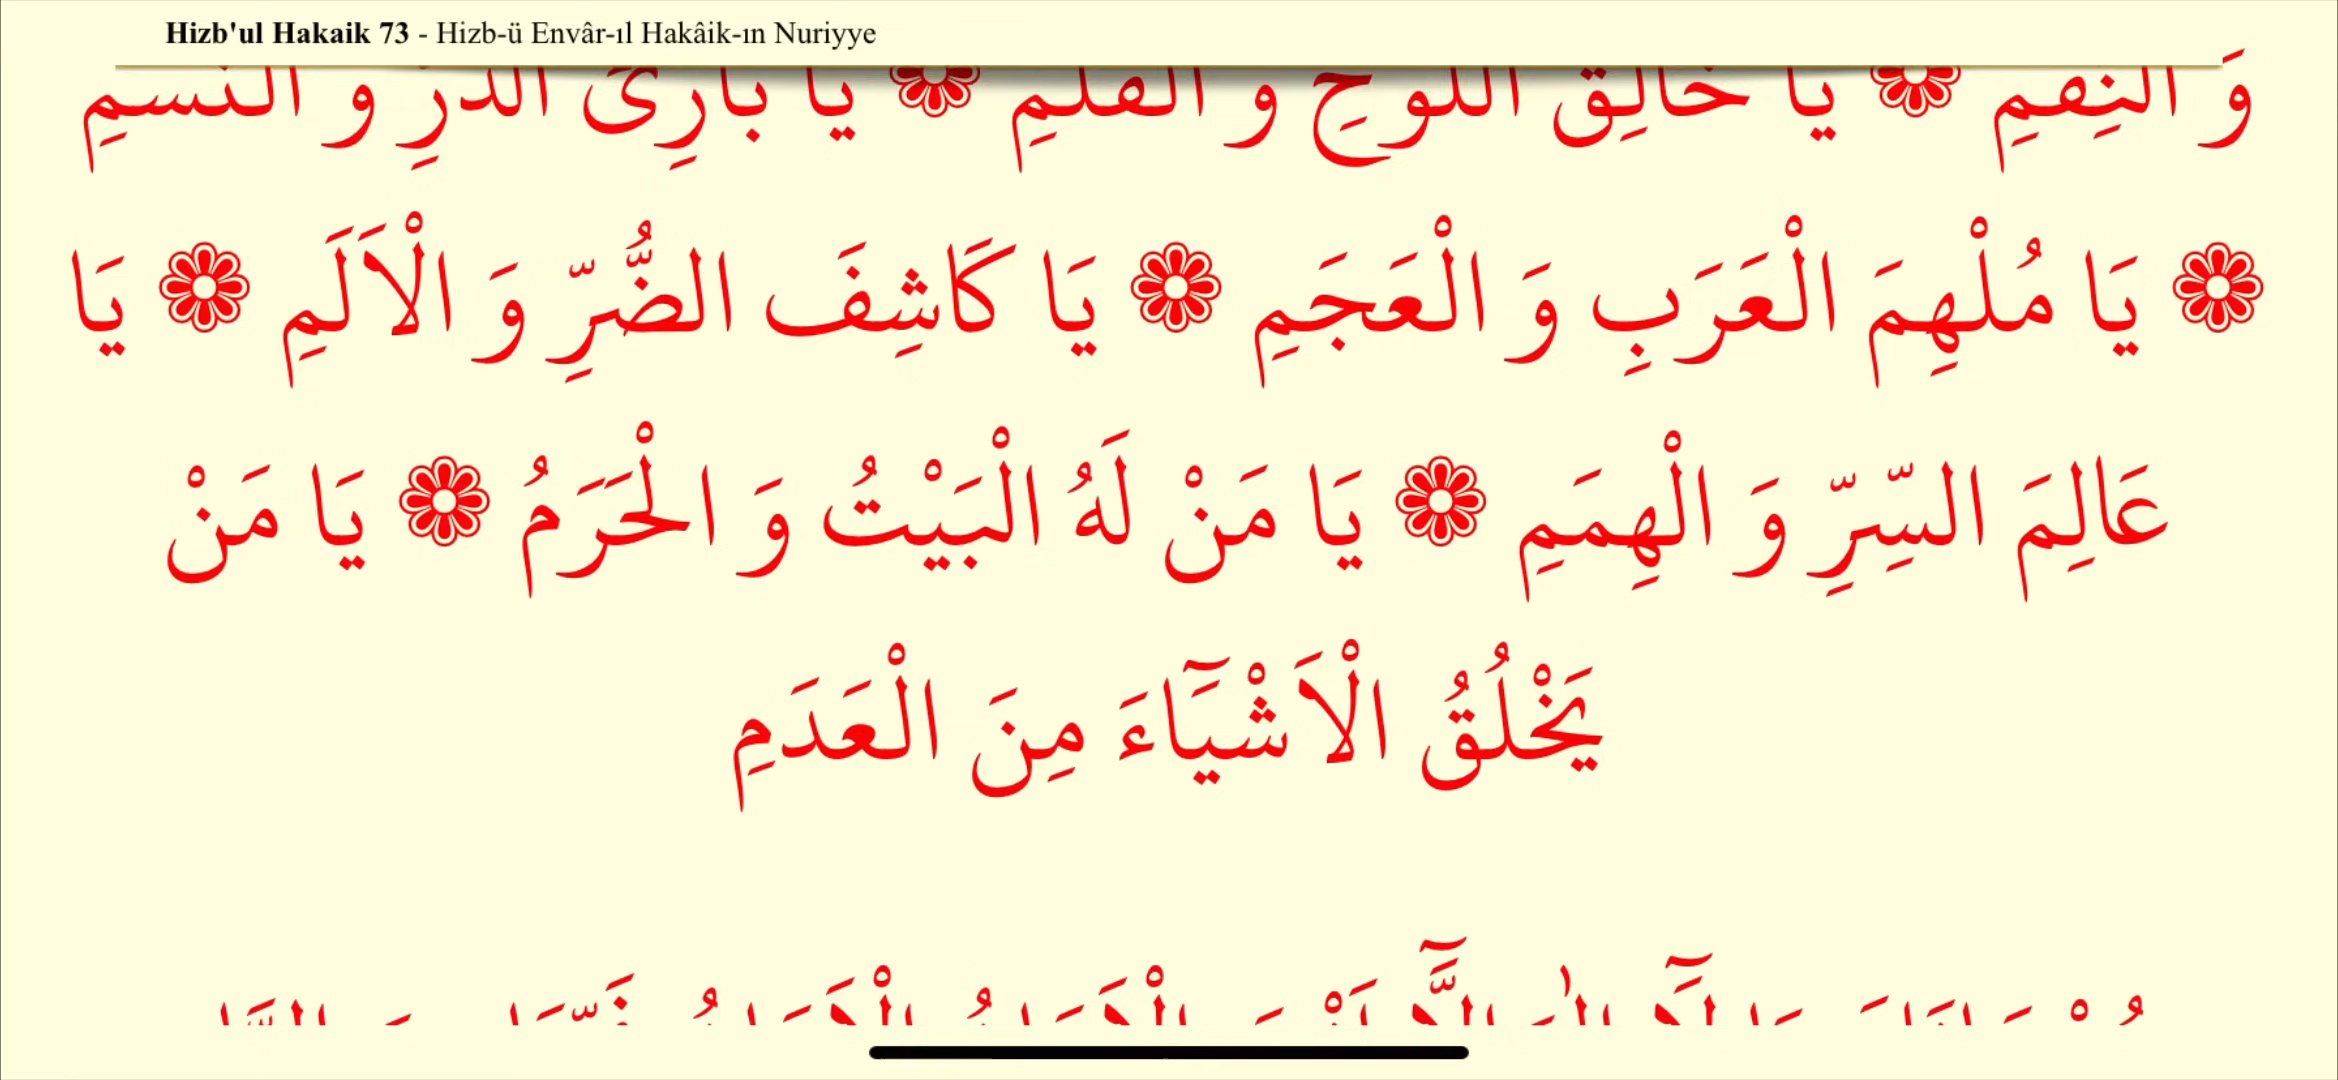 Hizb'ul Hakaik 73 - Hizb-ü Envâr-ıl Hakâik-ın Nuriyye
وَ النِقَمِ ❁ يَا خَالِقَ اللَّوْحِ وَ الْقَلَمِ ❁ يَا بَارِئَ الذَّرِّ وَ النَّسَمِ
❁ يَا مُلْهِمَ الْعَرَبِ وَ الْعَجَمِ ❁ يَا كَاشِفَ الضُّرِّ وَ الْاَلَمِ ❁ يَا
عَالِمَ السِّرِّ وَ الْهِمَمِ ❁ يَا مَنْ لَهُ الْبَيْتُ وَ الْحَرَمُ ❁ يَا مَنْ
يَخْلُقُ الْاَشْيَٓاءَ مِنَ الْعَدَمِ